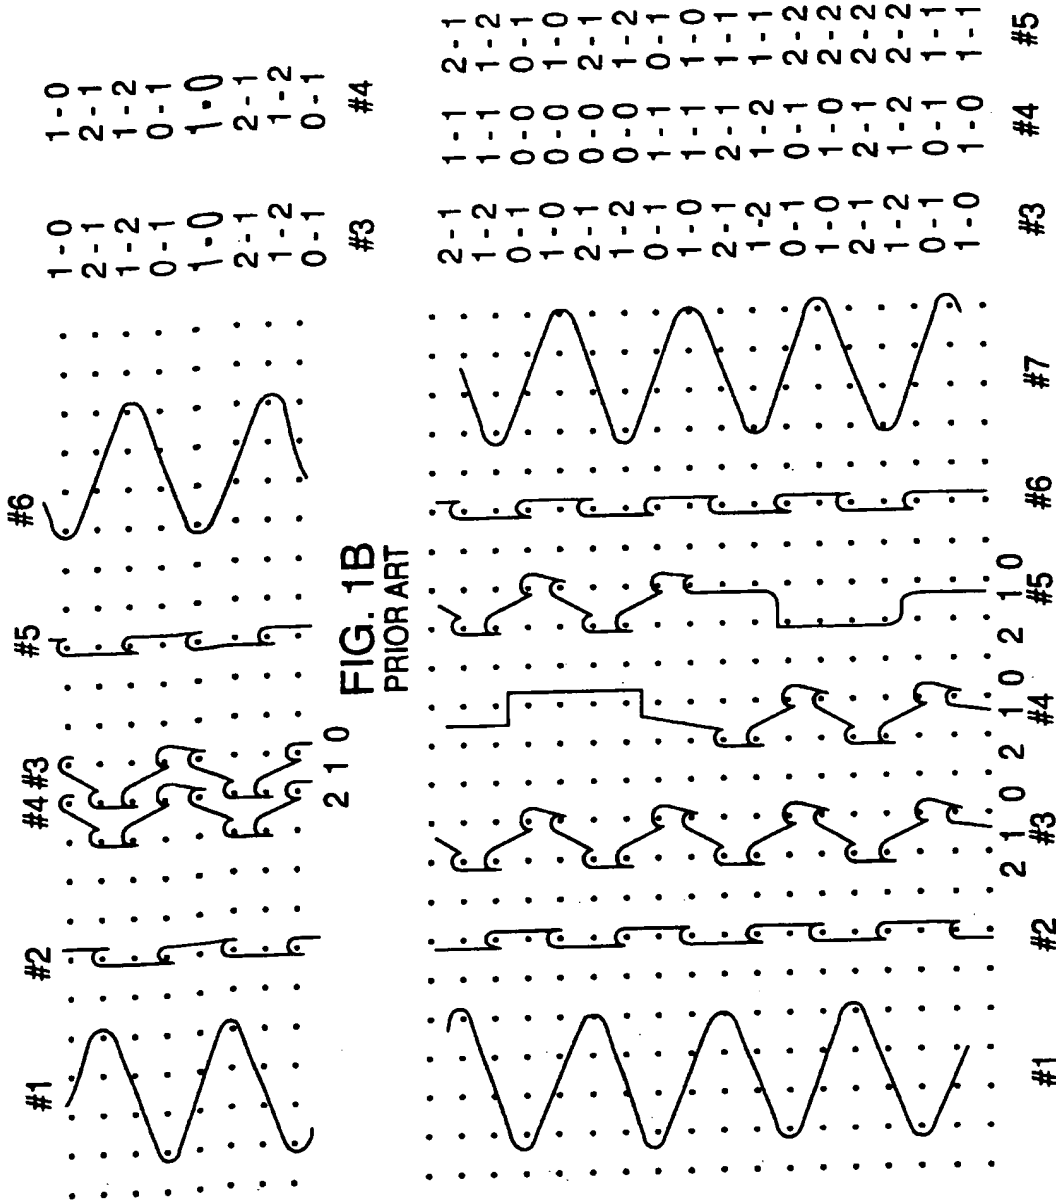 #1 #2 #4 #3 #5 #6
1-0 1-0
2-1 2-1
1-2 1-2
0-1 0-1
1-0 1-0
2-1 2-1
1-2 1-2
0-1 0-1
2 1 0
#3 #4
FIG. 1B
PRIOR ART
2-1 1-1 2-1
1-2 1-1 1-2
0-1 0-0 0-1
1-0 0-0 1-0
2-1 0-0 2-1
1-2 0-0 1-2
0-1 1-1 0-1
1-0 1-1 1-0
2-1 2-1 1-1
1-2 1-2 1-1
0-1 0-1 2-2
1-0 1-0 2-2
2-1 2-1 2-2
1-2 1-2 2-2
0-1 0-1 1-1
1-0 1-0 1-1
2 1 0 2 1 0 2 1 0
#1 #2 #3 #4 #5 #6 #7 #3 #4 #5